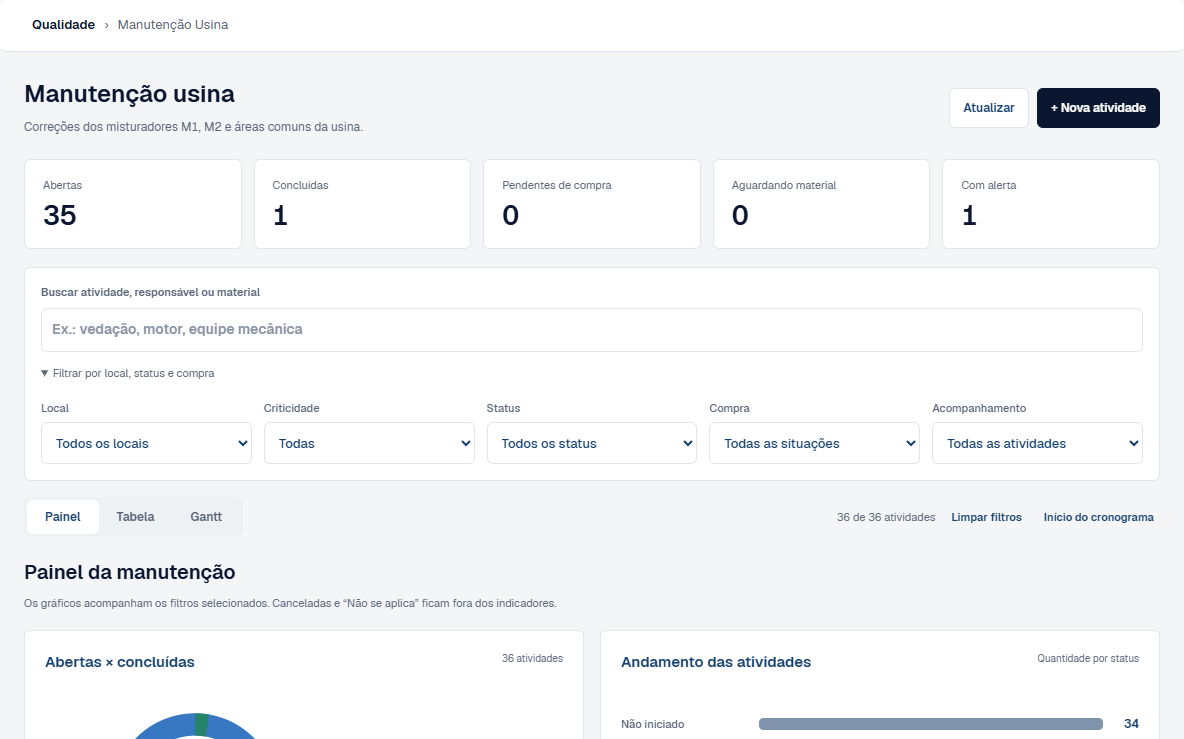 Qualidade › Manutenção Usina
Manutenção usina
Correções dos misturadores M1, M2 e áreas comuns da usina.
Atualizar
+ Nova atividade
Abertas
35
Concluídas
1
Pendentes de compra
0
Aguardando material
0
Com alerta
1
Buscar atividade, responsável ou material
Ex.: vedação, motor, equipe mecânica
▼ Filtrar por local, status e compra
Local
Todos os locais
Criticidade
Todas
Status
Todos os status
Compra
Todas as situações
Acompanhamento
Todas as atividades
Painel
Tabela
Gantt
36 de 36 atividades
Limpar filtros
Início do cronograma
Painel da manutenção
Os gráficos acompanham os filtros selecionados. Canceladas e “Não se aplica” ficam fora dos indicadores.
Abertas × concluídas
36 atividades
Andamento das atividades
Quantidade por status
Não iniciado
34